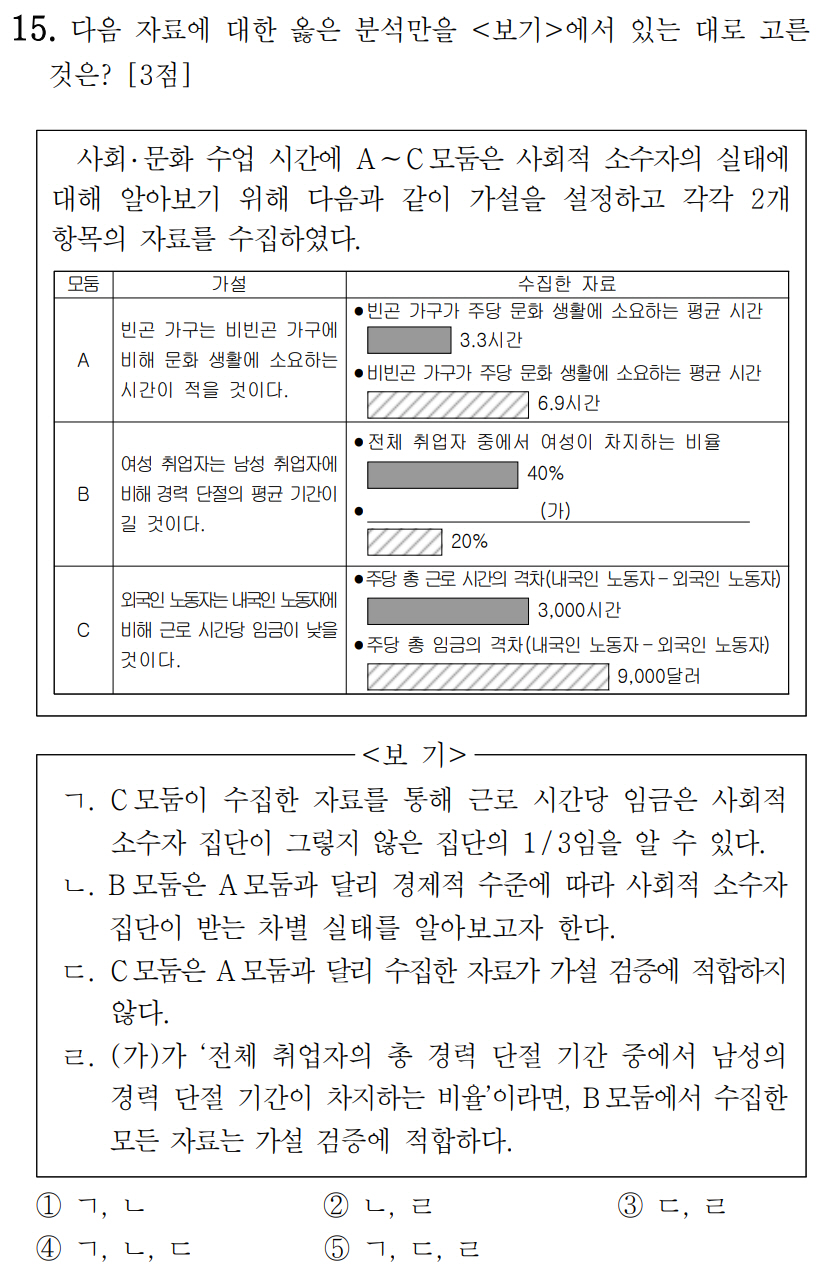 15. 다음 자료에 대한 옳은 분석만을 <보기>에서 있는 대로 고른
것은? [3점]
사회·문화 수업 시간에 A～C모둠은 사회적 소수자의 실태에
대해 알아보기 위해 다음과 같이 가설을 설정하고 각각 2개
항목의 자료를 수집하였다.
모둠 가설 수집한 자료
A
빈곤 가구는 비빈곤 가구에
비해 문화 생활에 소요하는
시간이 적을 것이다.
●빈곤 가구가 주당 문화 생활에 소요하는 평균 시간
3.3시간
●비빈곤 가구가 주당 문화 생활에 소요하는 평균 시간
6.9시간
B
여성 취업자는 남성 취업자에
비해 경력 단절의 평균 기간이
길 것이다.
●전체 취업자 중에서 여성이 차지하는 비율
40%
● (가)
20%
C
외국인 노동자는 내국인 노동자에
비해 근로 시간당 임금이 낮을
것이다.
●주당 총 근로 시간의 격차(내국인 노동자－외국인 노동자)
3,000시간
●주당 총 임금의 격차(내국인 노동자－외국인 노동자)
9,000달러
<보 기>
ㄱ. C모둠이 수집한 자료를 통해 근로 시간당 임금은 사회적
소수자 집단이 그렇지 않은 집단의 1/3임을 알 수 있다.
ㄴ. B모둠은 A모둠과 달리 경제적 수준에 따라 사회적 소수자
집단이 받는 차별 실태를 알아보고자 한다.
ㄷ. C모둠은 A모둠과 달리 수집한 자료가 가설 검증에 적합하지
않다.
ㄹ. (가)가 ‘전체 취업자의 총 경력 단절 기간 중에서 남성의
경력 단절 기간이 차지하는 비율’이라면, B모둠에서 수집한
모든 자료는 가설 검증에 적합하다.
① ㄱ, ㄴ ② ㄴ, ㄹ ③ ㄷ, ㄹ
④ ㄱ, ㄴ, ㄷ ⑤ ㄱ, ㄷ, ㄹ